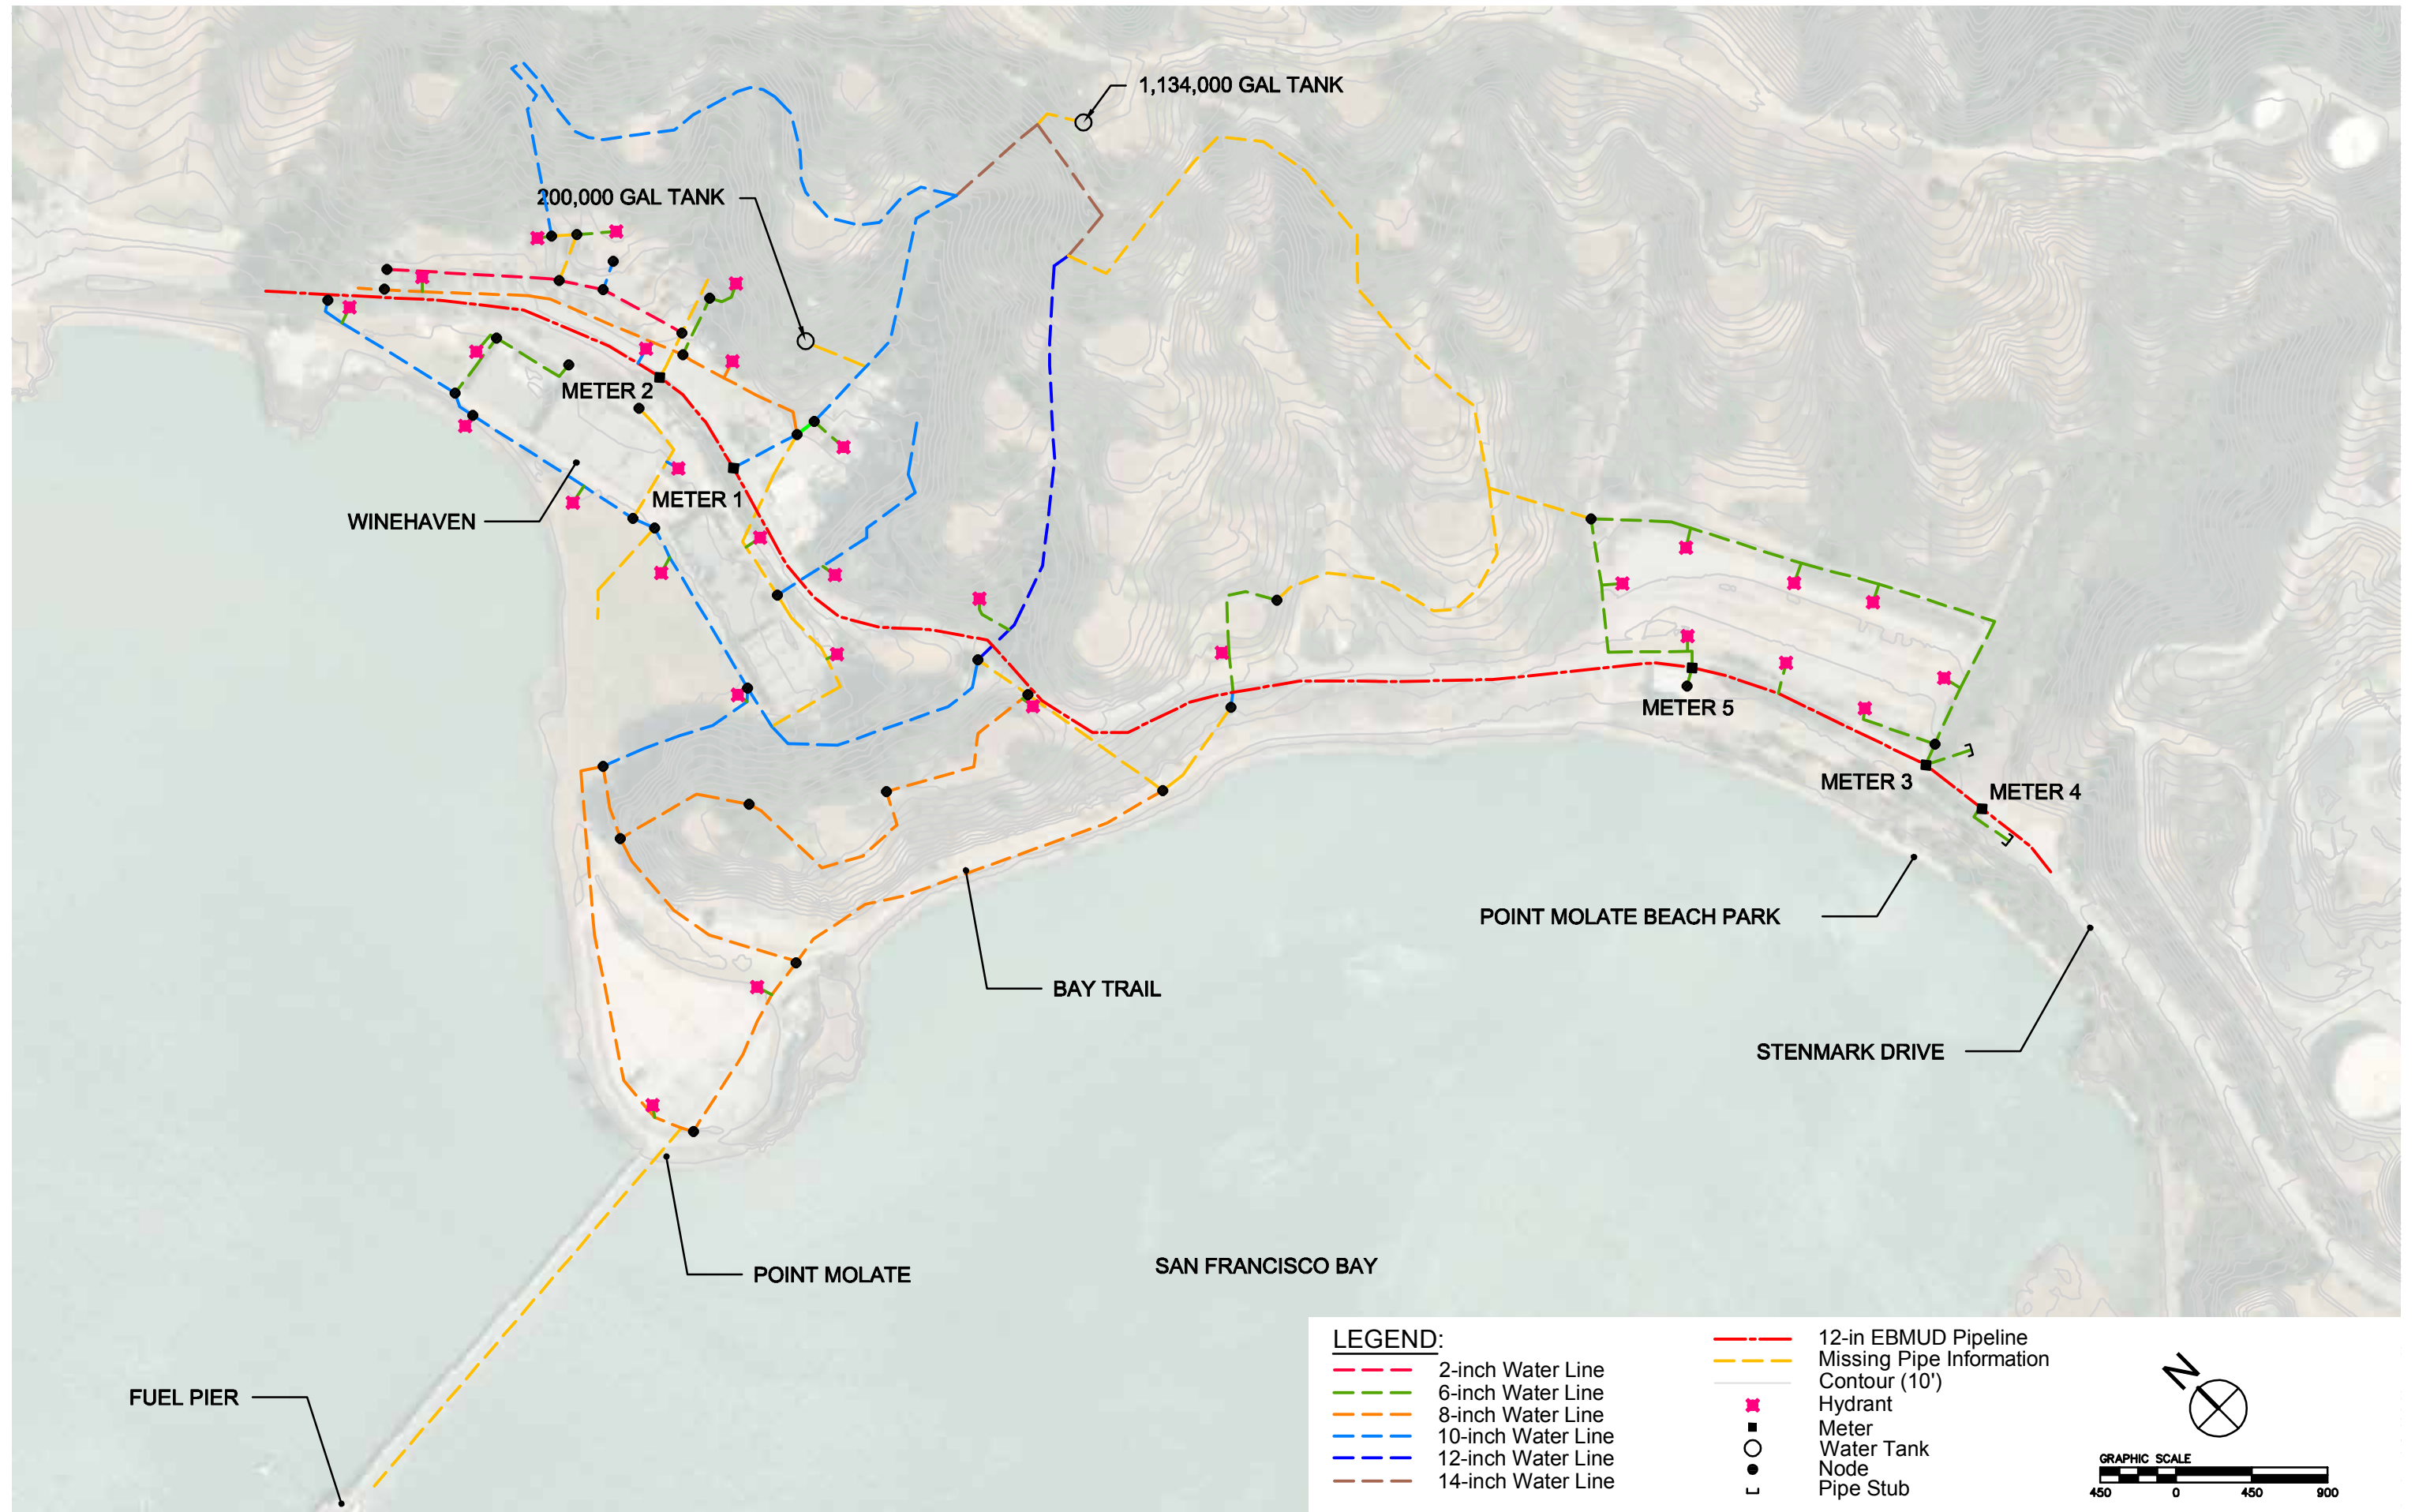 1,134,000 GAL TANK
200,000 GAL TANK
METER 2
METER 1
WINEHAVEN
METER 5
METER 3
METER 4
POINT MOLATE BEACH PARK
BAY TRAIL
STENMARK DRIVE
POINT MOLATE
SAN FRANCISCO BAY
FUEL PIER
LEGEND:
2-inch Water Line
6-inch Water Line
8-inch Water Line
10-inch Water Line
12-inch Water Line
14-inch Water Line
12-in EBMUD Pipeline
Missing Pipe Information
Contour (10')
Hydrant
Meter
Water Tank
Node
Pipe Stub
N
GRAPHIC SCALE
450 0 450 900